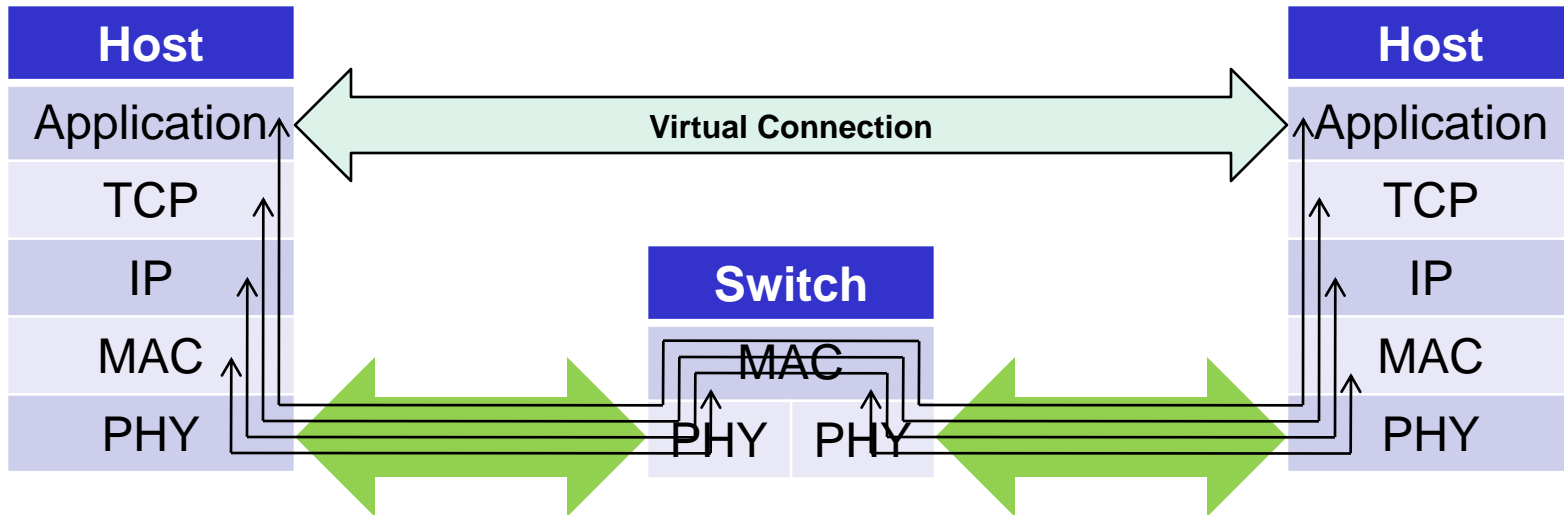 Host
Application
TCP
IP
MAC
PHY
Virtual Connection
Switch
MAC
PHY PHY
Host
Application
TCP
IP
MAC
PHY